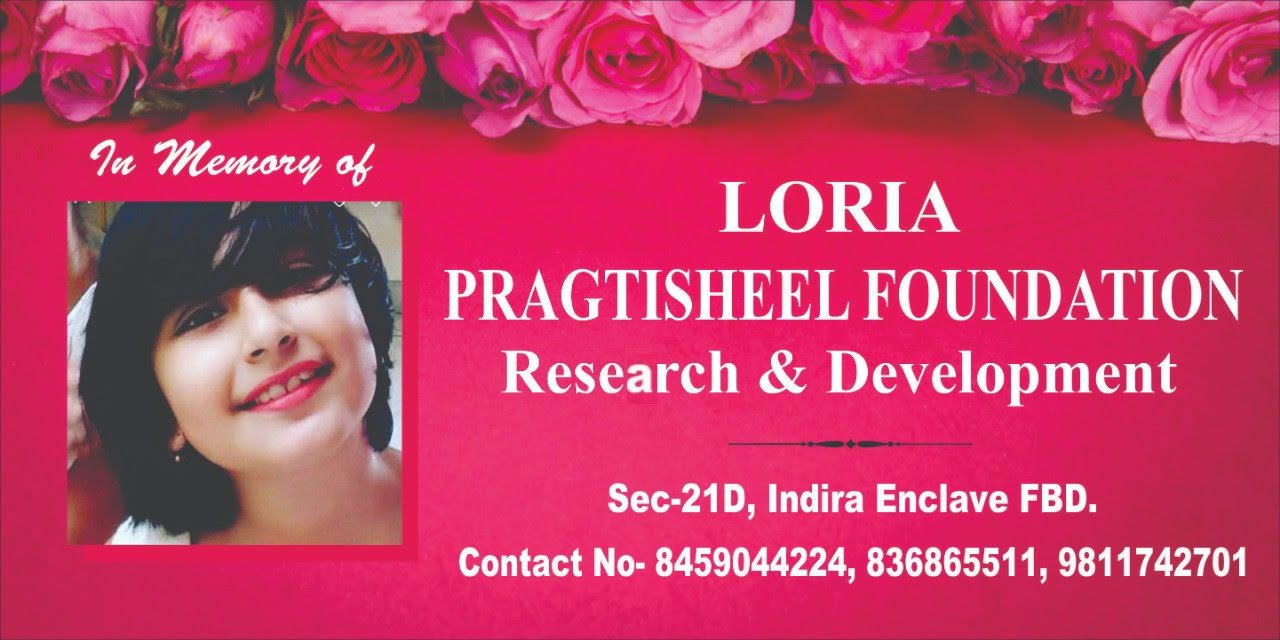 In Memory of
LORIA
PRAGTISHEEL FOUNDATION
Research & Development
Sec-21D, Indira Enclave FBD.
Contact No- 8459044224, 836865511, 9811742701